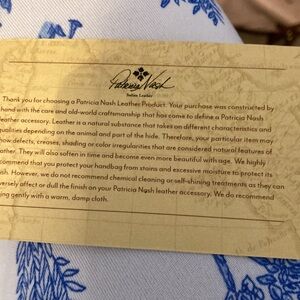 Patricia Nash
Italian Leather
Thank you for choosing a Patricia Nash Leather Product. Your purchase was constructed by
hand with the care and old-world craftsmanship that has come to define a Patricia Nash
leather accessory. Leather is a natural substance that takes on different characteristics and
qualities depending on the animal and part of the hide. Therefore, your particular item may
how defects, creases, shading or color irregularities that are considered natural features of
eather. They will also soften in time and become even more beautiful with age. We highly
commend that you protect your handbag from stains and excessive moisture to protect its
ish. However, we do not recommend chemical cleaning or self-shining treatments as they can
versely affect or dull the finish on your Patricia Nash leather accessory. We do recommend
ing gently with a warm, damp cloth.